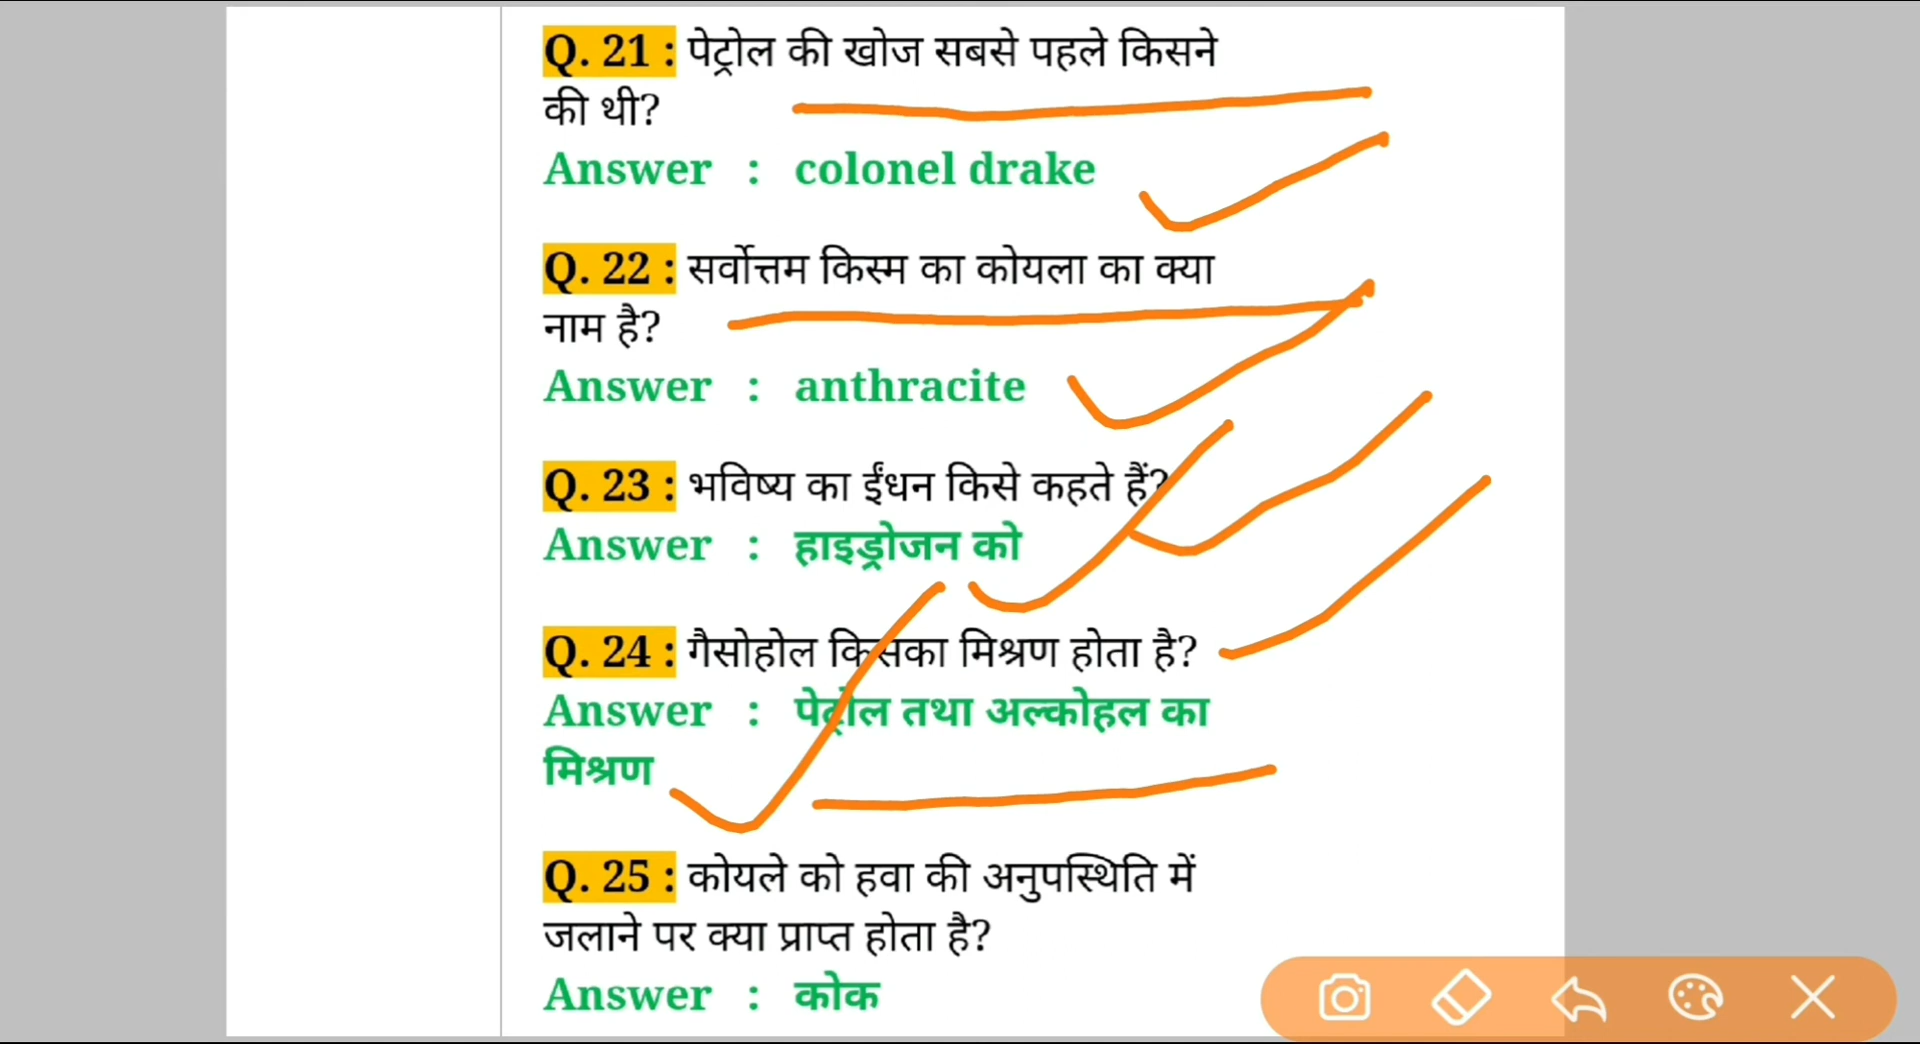 Q. 21 : पेट्रोल की खोज सबसे पहले किसने
की थी?
Answer : colonel drake
Q. 22 : सर्वोत्तम किस्म का कोयला का क्या
नाम है?
Answer : anthracite
Q. 23 : भविष्य का ईंधन किसे कहते हैं?
Answer : हाइड्रोजन को
Q. 24 : गैसोहोल किसका मिश्रण होता है?
Answer : पेट्रोल तथा अल्कोहल का
मिश्रण
Q. 25 : कोयले को हवा की अनुपस्थिति में
जलाने पर क्या प्राप्त होता है?
Answer : कोक